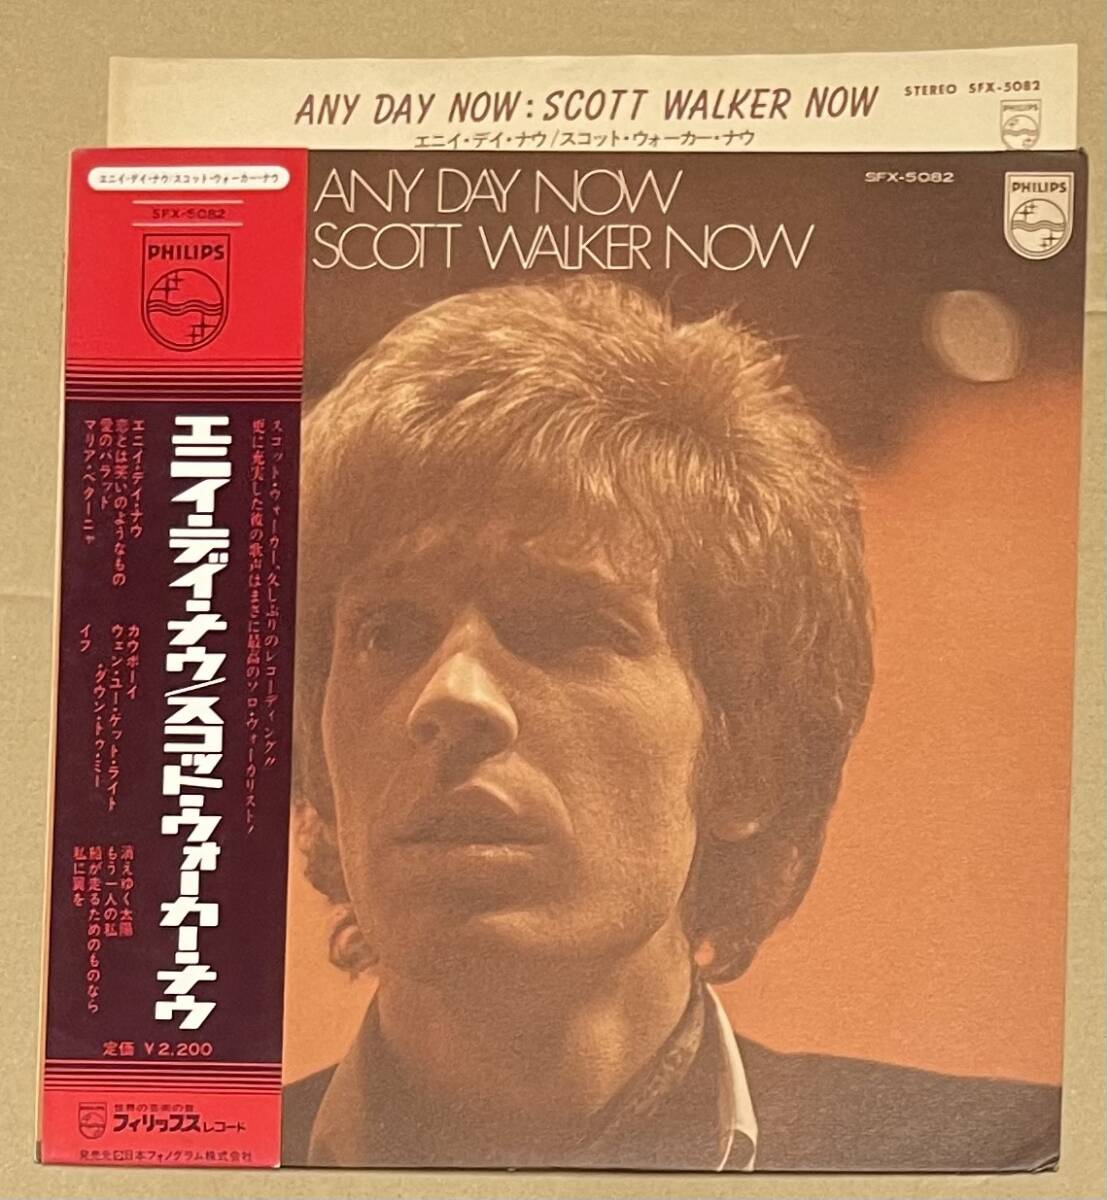 ANY DAY NOW : SCOTT WALKER NOW
STEREO SFX-5082
エニイ・デイ・ナウ/スコット・ウォーカー・ナウ
ANY DAY NOW
SCOTT WALKER NOW
SFX-5082
PHILIPS
エニイ・デイ・ナウ/スコット・ウォーカー・ナウ
SFX-5082
PHILIPS
スコット・ウォーカー、久しぶりのレコーディング!!
更に充実した彼の歌声はまさに最高のソロ・ヴォーカリスト!
エニイ・デイ・ナウ/スコット・ウォーカー・ナウ
エニイ・デイ・ナウ
恋とは笑いのようなもの
愛のバラッド
マリア・ベターニャ
カウボーイ
ウェン・ユー・ゲット・ライト
・ダウン・トゥ・ミー
イフ
消えゆく太陽
もう一人の私
船が走るためのものなら
私に翼を
定価 ¥2,200
PHILIPS
世界の芸術の盤
フィリップスレコード
発売元 日本フォノグラム株式会社